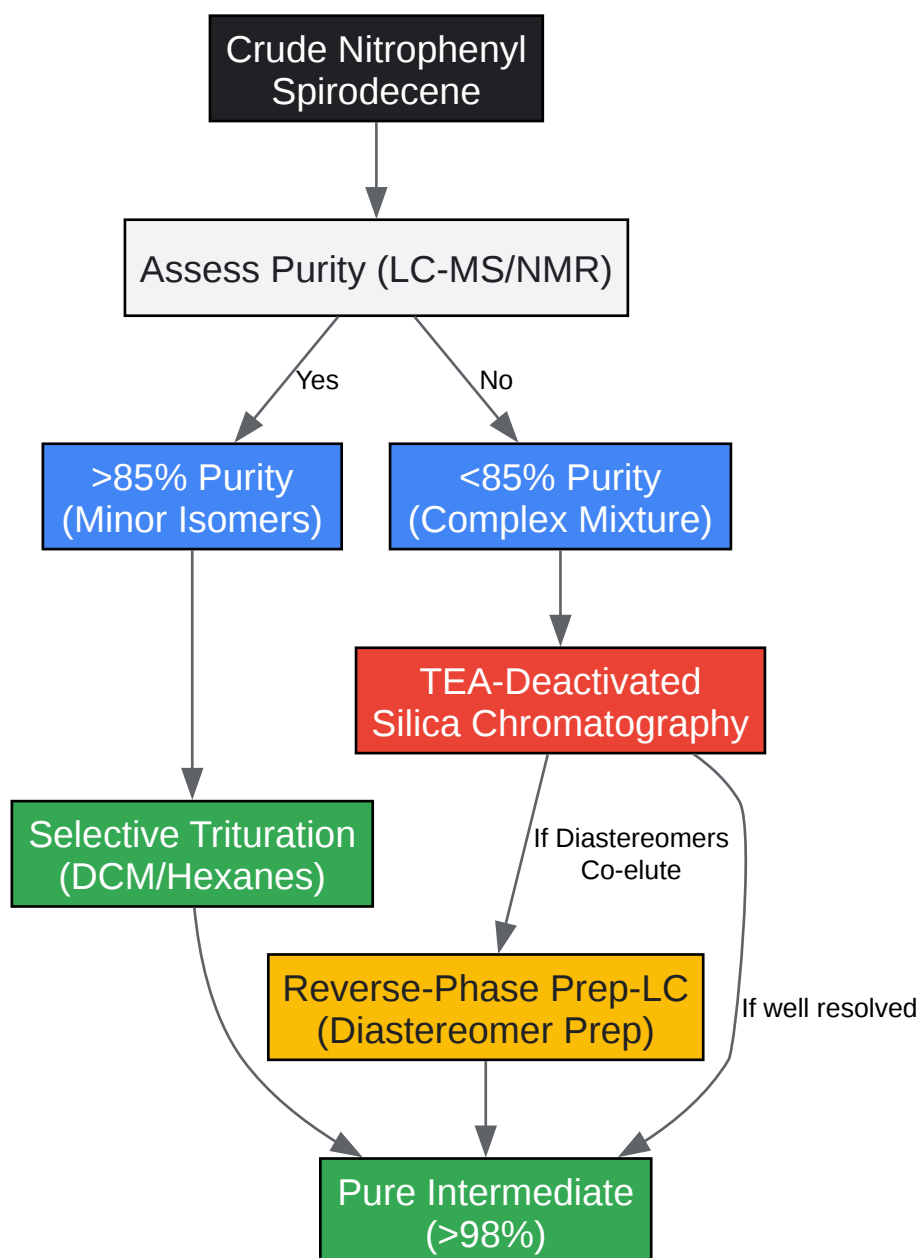 Crude Nitrophenyl
Spirodecene
Assess Purity (LC-MS/NMR)
Yes
No
>85% Purity
(Minor Isomers)
<85% Purity
(Complex Mixture)
TEA-Deactivated
Silica Chromatography
Selective Trituration
(DCM/Hexanes)
If Diastereomers
Co-elute
Reverse-Phase Prep-LC
(Diastereomer Prep)
If well resolved
Pure Intermediate
(>98%)